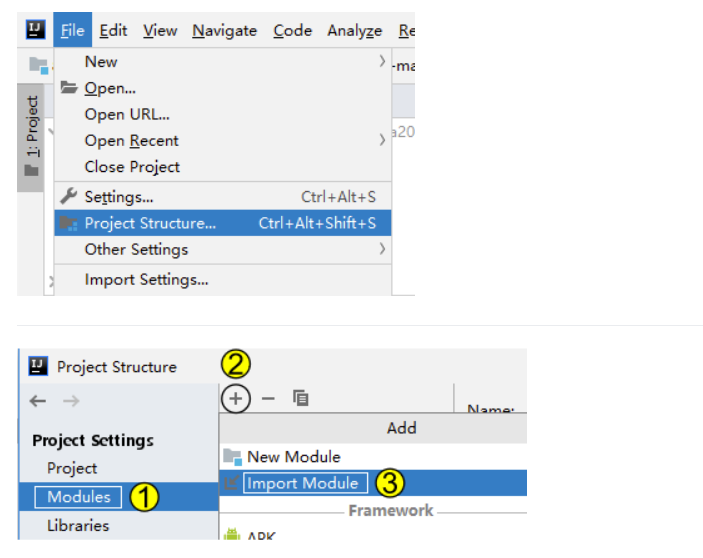 IJ File Edit View Navigate Code Analyze Re
New -ma
Open...
Open URL...
Open Recent a20
Close Project
1: Project
Settings... Ctrl+Alt+S
Project Structure... Ctrl+Alt+Shift+S
Other Settings
Import Settings...
IJ Project Structure 2
Name:
Add
Project Settings
New Module
Project
Import Module 3
Modules 1
Framework
Libraries
APK